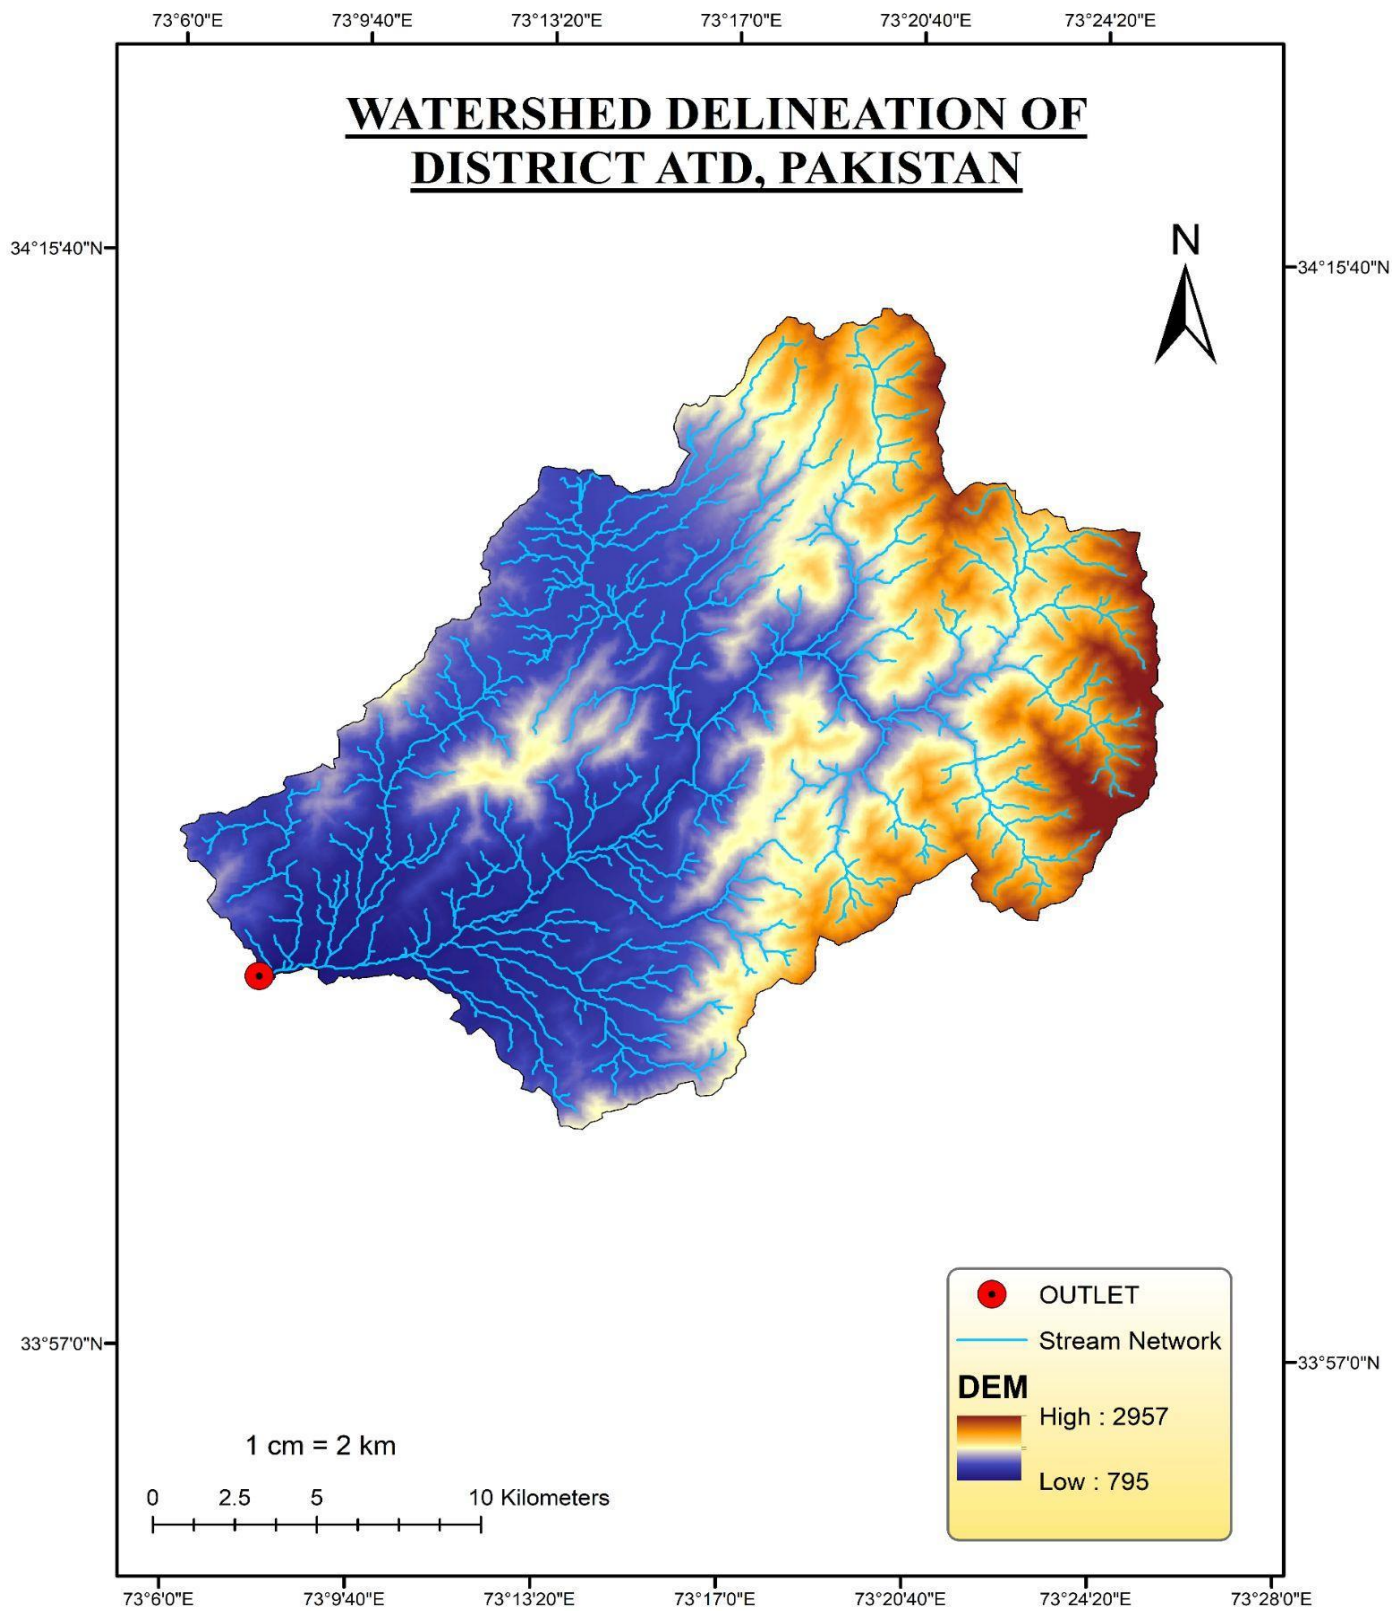 73°6'0"E 73°9'40"E 73°13'20"E 73°17'0"E 73°20'40"E 73°24'20"E
WATERSHED DELINEATION OF
DISTRICT ATD, PAKISTAN
N
34°15'40"N
34°15'40"N
OUTLET
Stream Network
33°57'0"N
33°57'0"N
DEM
High : 2957
Low : 795
1 cm = 2 km
0 2.5 5 10 Kilometers
73°6'0"E 73°9'40"E 73°13'20"E 73°17'0"E 73°20'40"E 73°24'20"E 73°28'0"E